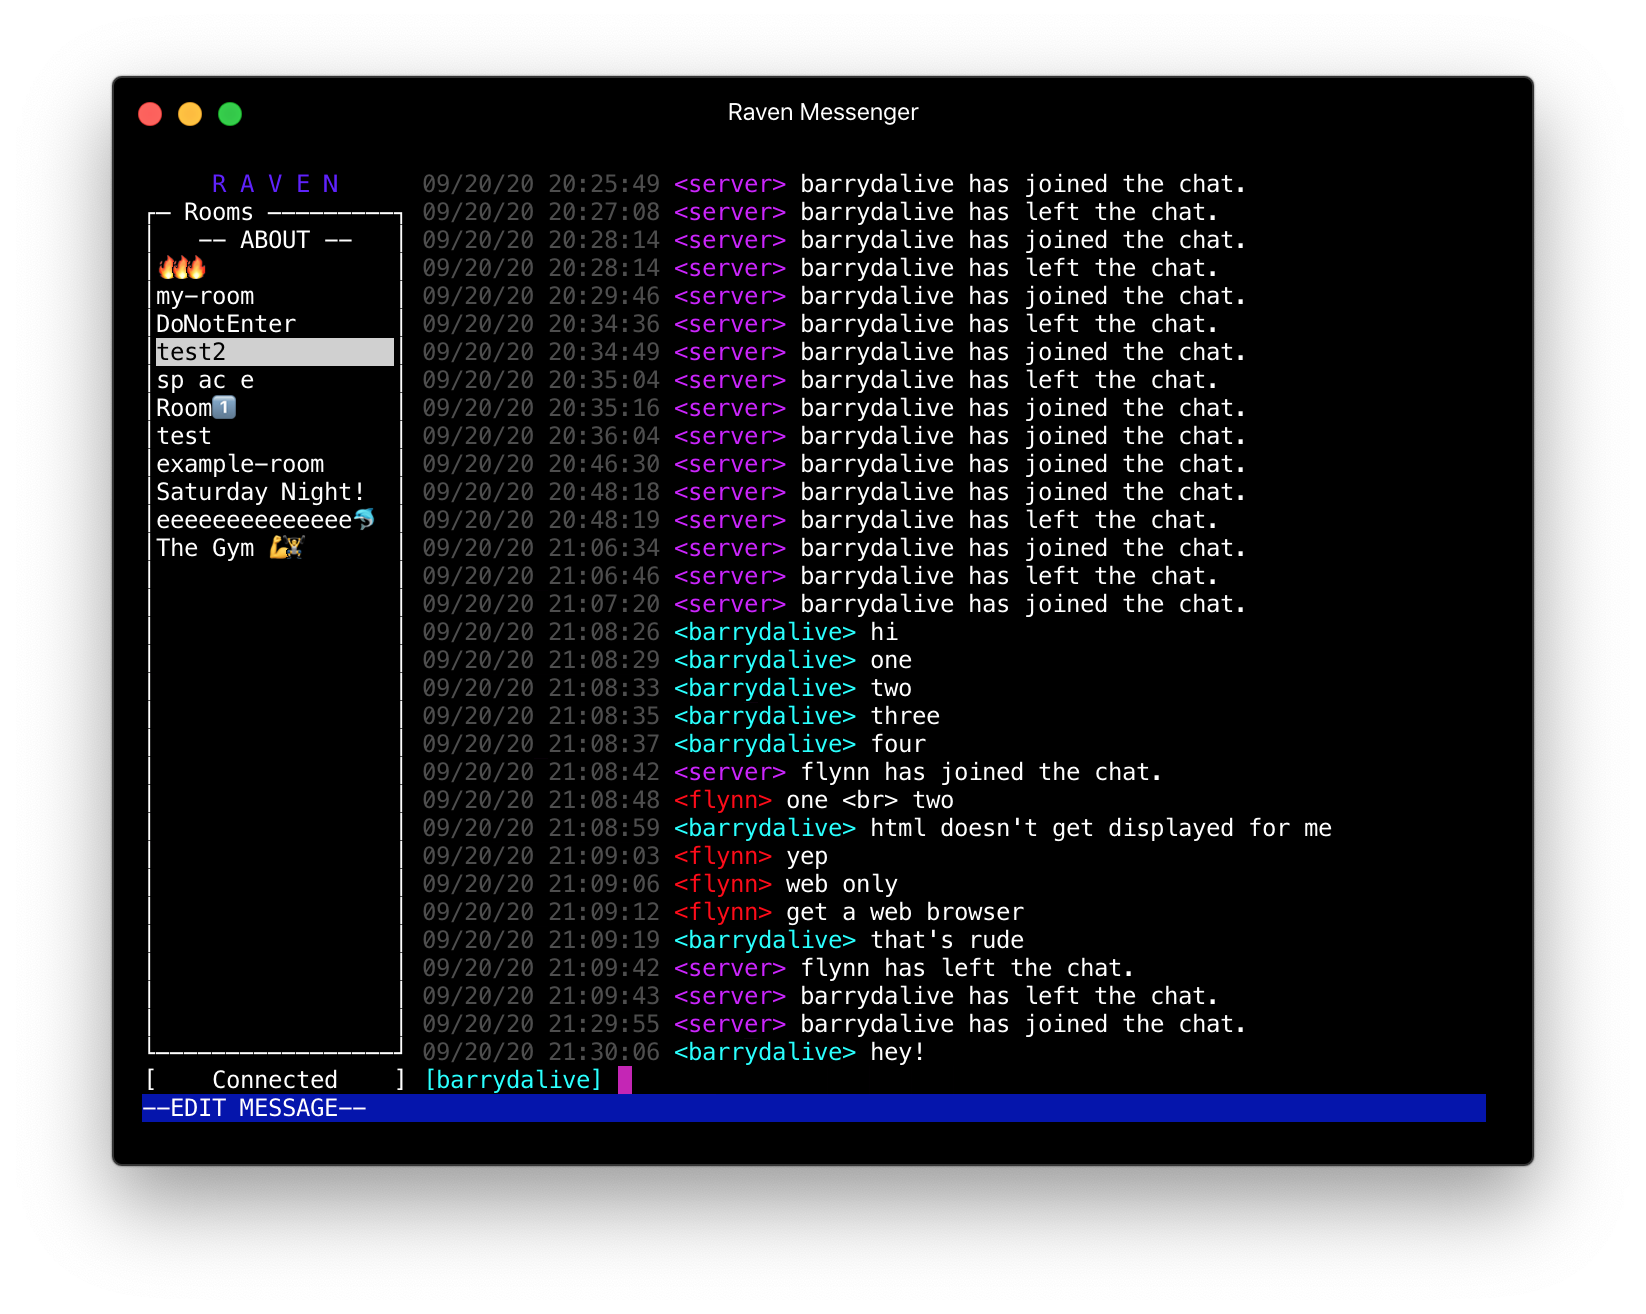 Raven Messenger
R A V E N
Rooms
-- ABOUT --
🔥🔥🔥
my-room
DoNotEnter
test2
sp ac e
Room1️⃣
test
example-room
Saturday Night!
eeeeeeeeeeeeee🐬
The Gym 💪🏋
[ Connected ]
09/20/20 20:25:49 <server> barrydalive has joined the chat.
09/20/20 20:27:08 <server> barrydalive has left the chat.
09/20/20 20:28:14 <server> barrydalive has joined the chat.
09/20/20 20:28:14 <server> barrydalive has left the chat.
09/20/20 20:29:46 <server> barrydalive has joined the chat.
09/20/20 20:34:36 <server> barrydalive has left the chat.
09/20/20 20:34:49 <server> barrydalive has joined the chat.
09/20/20 20:35:04 <server> barrydalive has left the chat.
09/20/20 20:35:16 <server> barrydalive has joined the chat.
09/20/20 20:36:04 <server> barrydalive has joined the chat.
09/20/20 20:46:30 <server> barrydalive has joined the chat.
09/20/20 20:48:18 <server> barrydalive has joined the chat.
09/20/20 20:48:19 <server> barrydalive has left the chat.
09/20/20 21:06:34 <server> barrydalive has joined the chat.
09/20/20 21:06:46 <server> barrydalive has left the chat.
09/20/20 21:07:20 <server> barrydalive has joined the chat.
09/20/20 21:08:26 <barrydalive> hi
09/20/20 21:08:29 <barrydalive> one
09/20/20 21:08:33 <barrydalive> two
09/20/20 21:08:35 <barrydalive> three
09/20/20 21:08:37 <barrydalive> four
09/20/20 21:08:42 <server> flynn has joined the chat.
09/20/20 21:08:48 <flynn> one <br> two
09/20/20 21:08:59 <barrydalive> html doesn't get displayed for me
09/20/20 21:09:03 <flynn> yep
09/20/20 21:09:06 <flynn> web only
09/20/20 21:09:12 <flynn> get a web browser
09/20/20 21:09:19 <barrydalive> that's rude
09/20/20 21:09:42 <server> flynn has left the chat.
09/20/20 21:09:43 <server> barrydalive has left the chat.
09/20/20 21:29:55 <server> barrydalive has joined the chat.
09/20/20 21:30:06 <barrydalive> hey!
[barrydalive]
--EDIT MESSAGE--